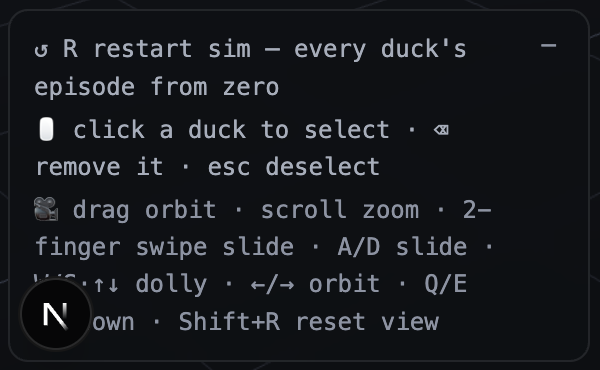 ↺ R restart sim — every duck's –
episode from zero
click a duck to select · ⌫
remove it · esc deselect
🎥 drag orbit · scroll zoom · 2-
finger swipe slide · A/D slide ·
↑↓ dolly · ←/→ orbit · Q/E
own · Shift+R reset view
N